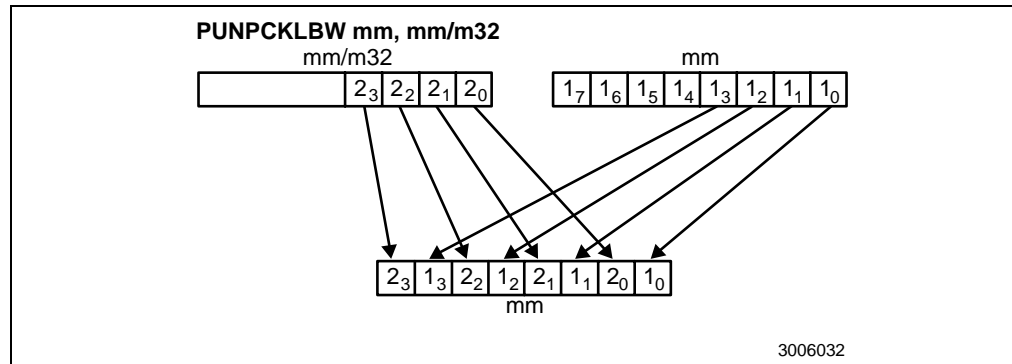 PUNPCKLBW mm, mm/m32
mm/m32 mm
2₃ 2₂ 2₁ 2₀ 1₇ 1₆ 1₅ 1₄ 1₃ 1₂ 1₁ 1₀
2₃ 1₃ 2₂ 1₂ 2₁ 1₁ 2₀ 1₀
mm
3006032